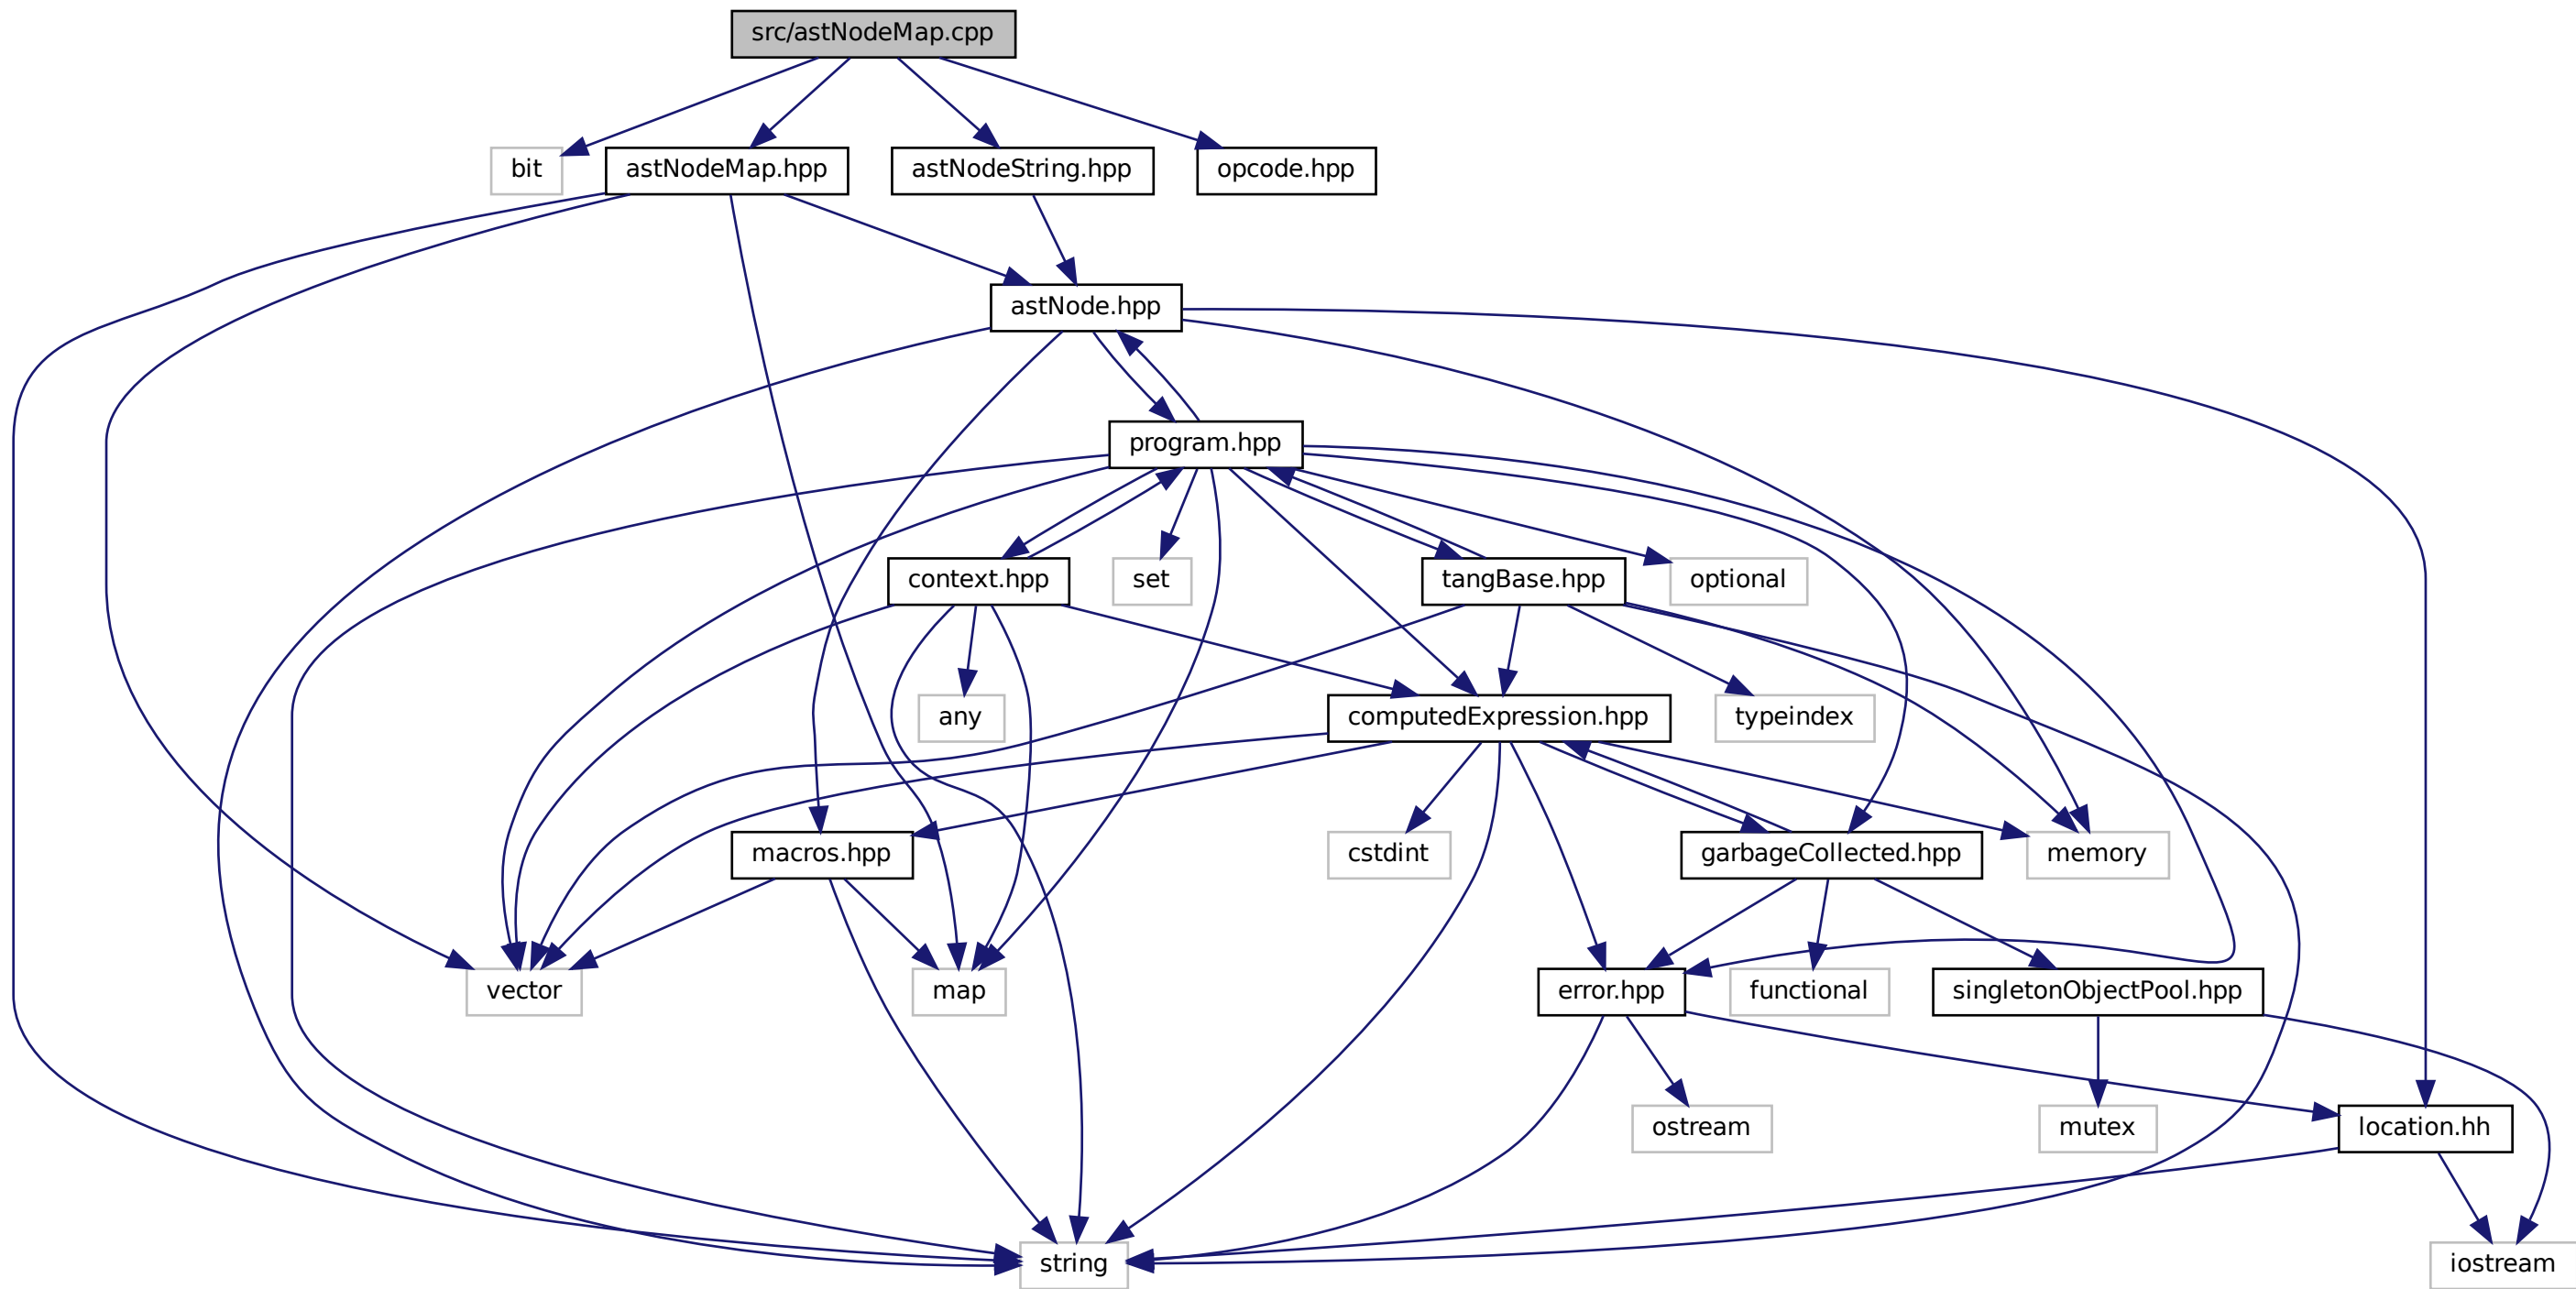 src/astNodeMap.cpp
bit
astNodeMap.hpp
astNodeString.hpp
opcode.hpp
astNode.hpp
program.hpp
context.hpp
set
tangBase.hpp
optional
any
computedExpression.hpp
typeindex
macros.hpp
cstdint
garbageCollected.hpp
memory
vector
map
error.hpp
functional
singletonObjectPool.hpp
ostream
mutex
location.hh
string
iostream